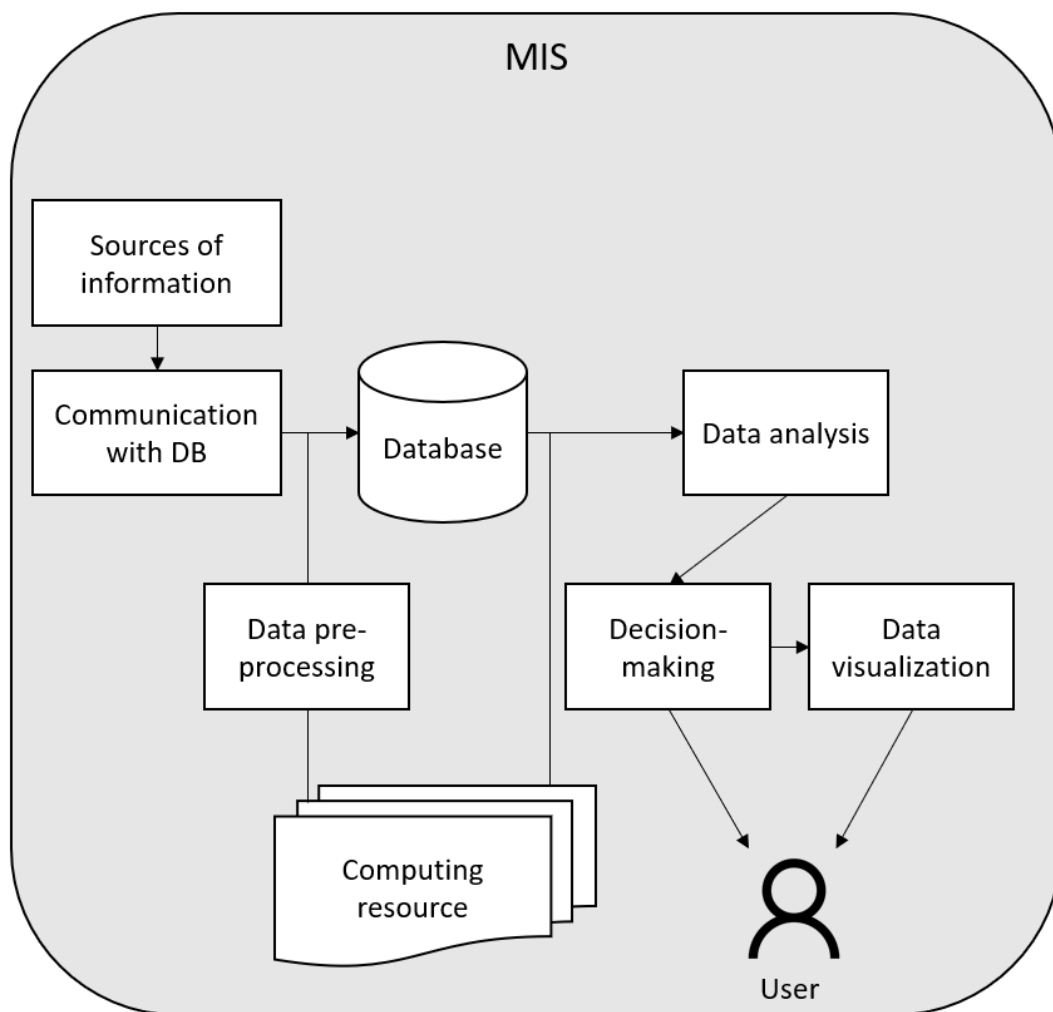 MIS
Sources of
information
Communication
with DB
Database
Data analysis
Data pre-
processing
Decision-
making
Data
visualization
Computing
resource
User